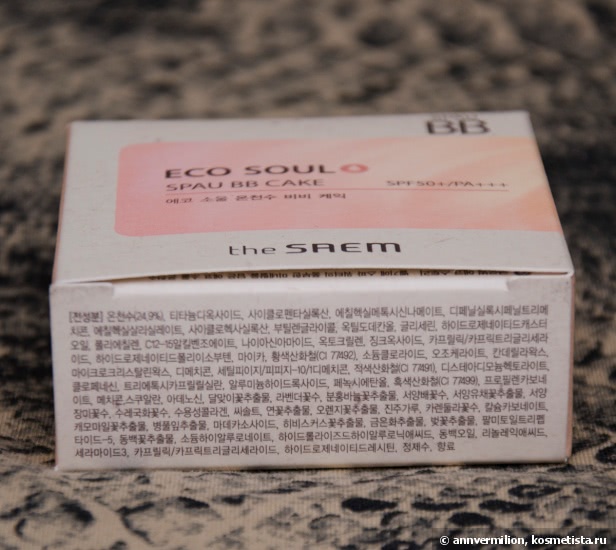 BB
ECO SOUL
SPAU BB CAKE SPF50+/PA+++
에코 소울 온천수 비비 케익
the SAEM
[전성분] 온천수(24.9%), 티타늄디옥사이드, 사이클로펜타실록산, 에칠헥실메톡시신나메이트, 디페닐실록시페닐트리메
치콘, 에칠헥실살리실레이트, 사이클로헥사실록산, 부틸렌글라이콜, 옥틸도데칸올, 글리세린, 하이드로제네이티드캐스터
오일, 폴리에칠렌, C12-15알킬벤조에이트, 나이아신아마이드, 옥토크릴렌, 징크옥사이드, 카프릴릭/카프릭트리글리세라
이드, 하이드로제네이티드폴리이소부텐, 마이카, 황색산화철(CI 77492), 소듐클로라이드, 오조케라이트, 칸데릴라왁스,
마이크로크리스탈린왁스, 디메치콘, 세틸피이지/피피지-10/1디메치콘, 적색산화철(CI 77491), 디스테아디모늄헥토라이트,
클로페네신, 트리에톡시카프릴릴실란, 알루미늄하이드록사이드, 페녹시에탄올, 흑색산화철(CI 77499), 프로필렌카보네
이트, 메치콘, 스쿠알란, 아데노신, 달맞이꽃추출물, 라벤더꽃수, 분홍바늘꽃추출물, 서양배꽃수, 서양유채꽃추출물, 서양
장미꽃수, 수레국화꽃수, 수용성콜라겐, 씨솔트, 연꽃추출물, 오렌지꽃추출물, 진주가루, 카렌둘라꽃수, 칼슘카보네이트,
캐모마일꽃추출물, 병풀잎추출물, 마데카소사이드, 히비스커스꽃추출물, 금은화추출물, 벚꽃추출물, 팔미토일트리펩
타이드-5, 동백꽃추출물, 소듐하이알루로네이트, 하이드롤라이즈드하이알루로닉애씨드, 동백오일, 리놀레익애씨드,
세라마이드3, 카프릴릭/카프릭트리글리세라이드, 하이드로제네이티드레시틴, 정제수, 향료
© annvermilion, kosmetista.ru